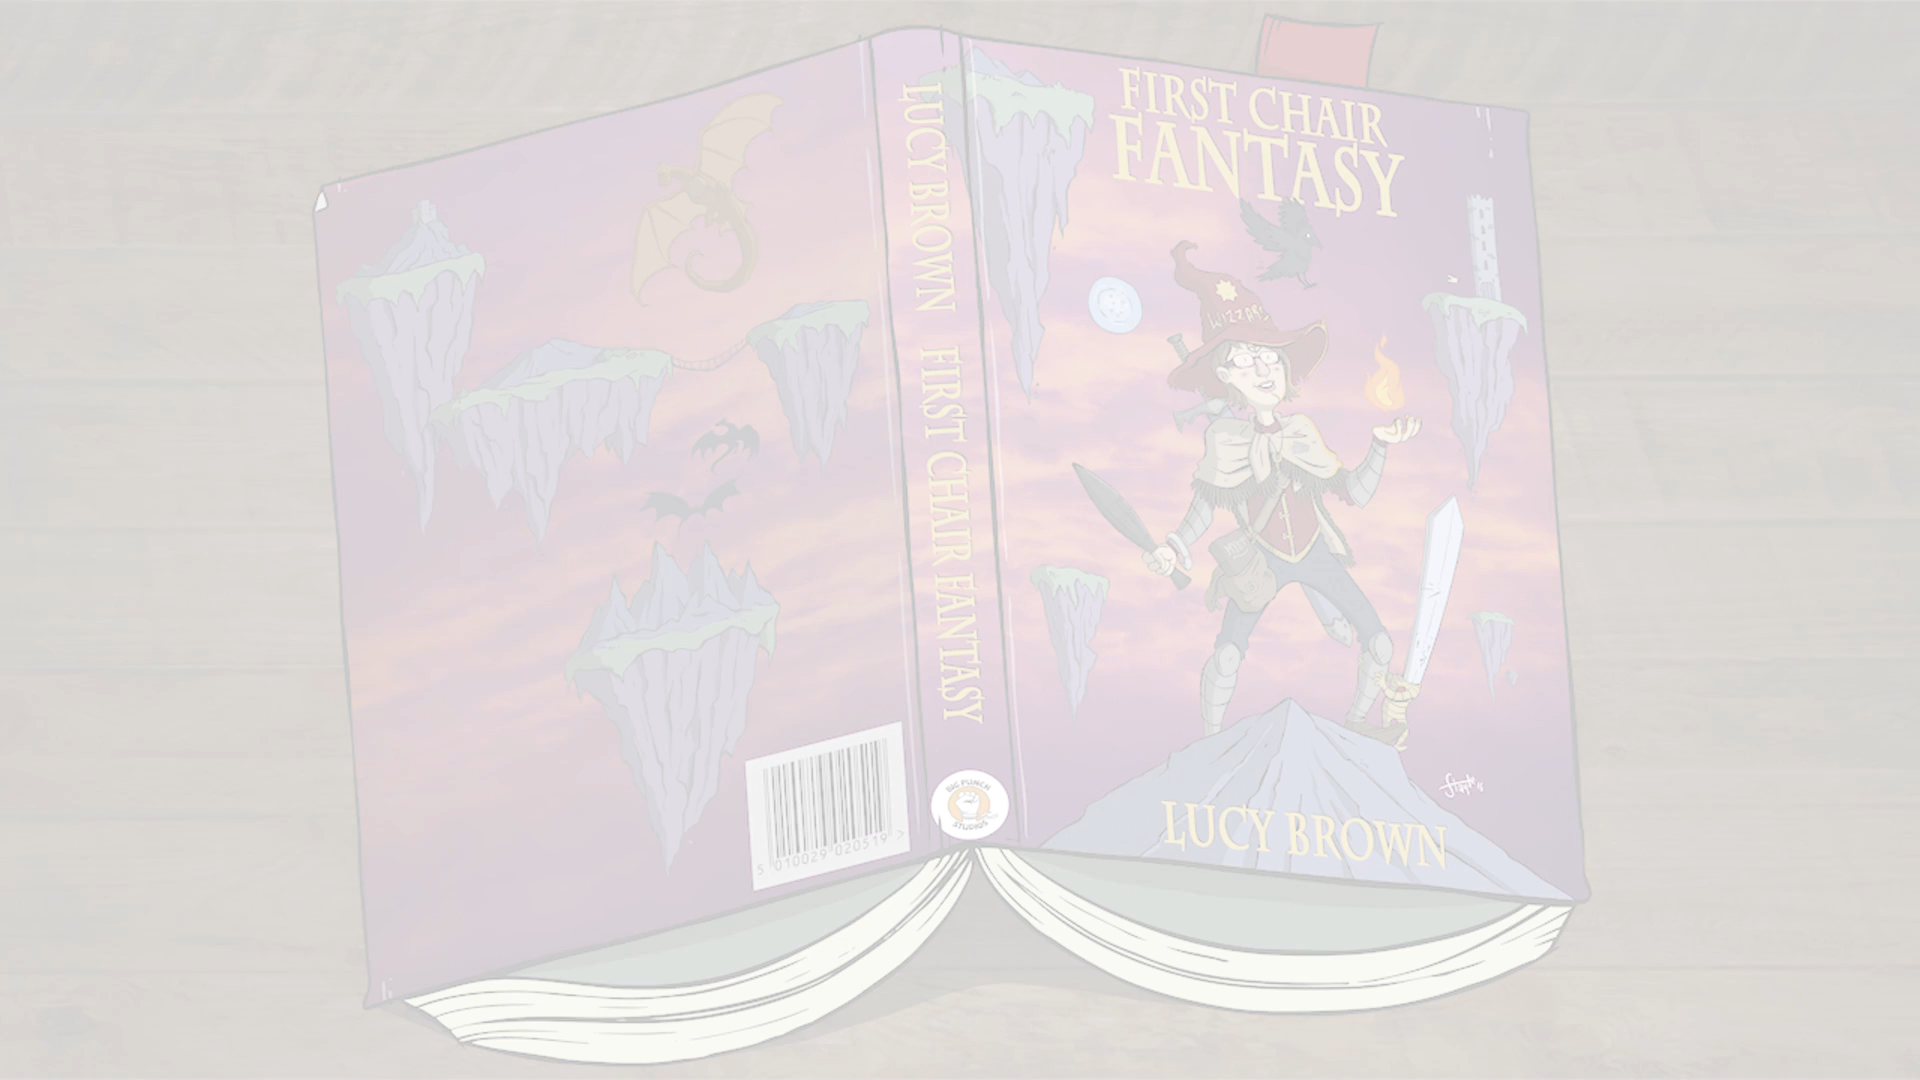 FIRST CHAIR
FANTASY
WIZZARD
LUCY BROWN
LUCY BROWN FIRST CHAIR FANTASY
BIG PUNCH
STUDIOS
5 010029 020519 >